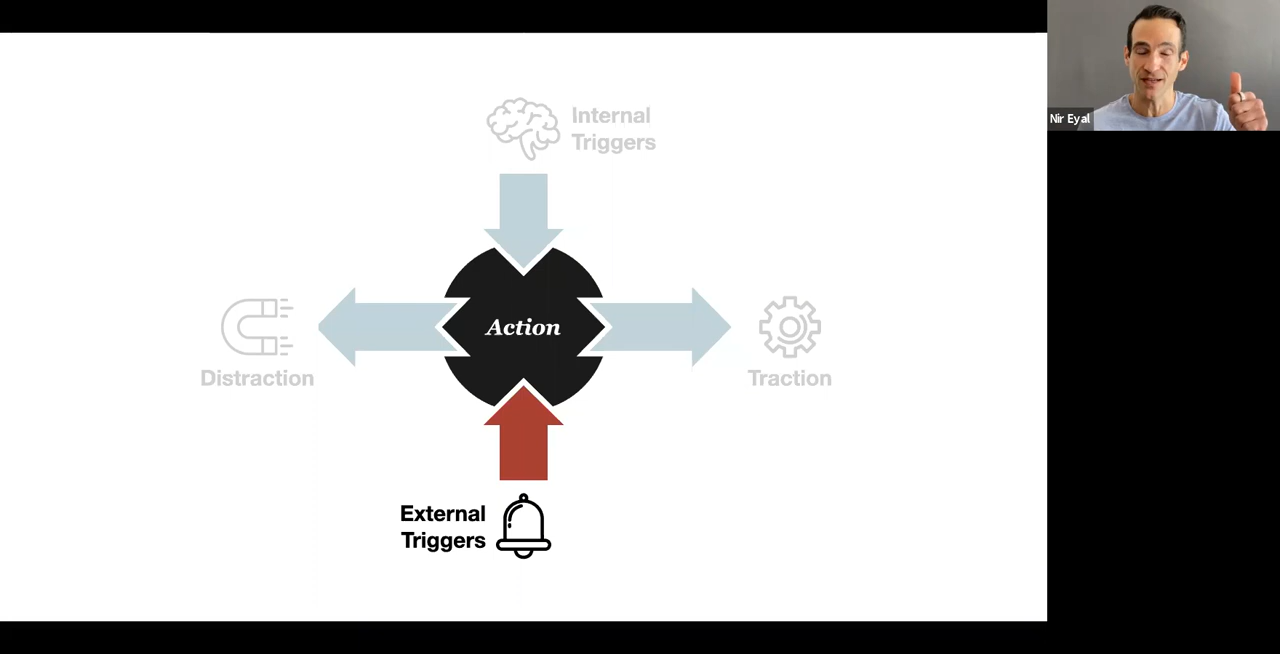 Internal
Triggers
Nir Eyal
Action
Distraction
Traction
External
Triggers